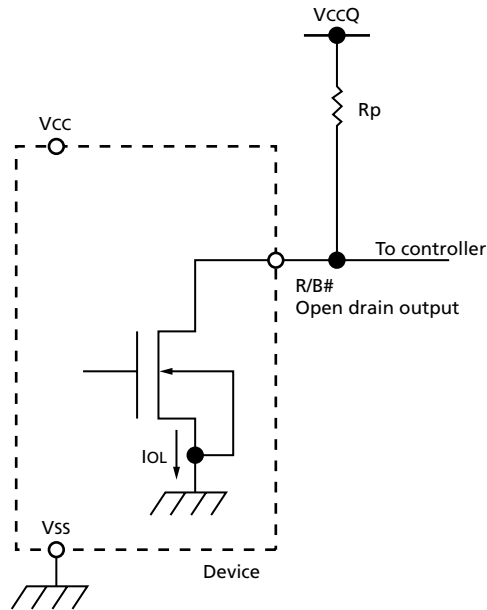 VccQ
Rp
Vcc
To controller
R/B#
Open drain output
IOL
Vss
Device